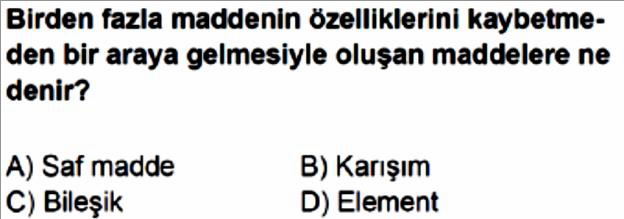 Birden fazla maddenin özelliklerini kaybetme-
den bir araya gelmesiyle oluşan maddelere ne
denir?
A) Saf madde B) Karışım
C) Bileşik D) Element